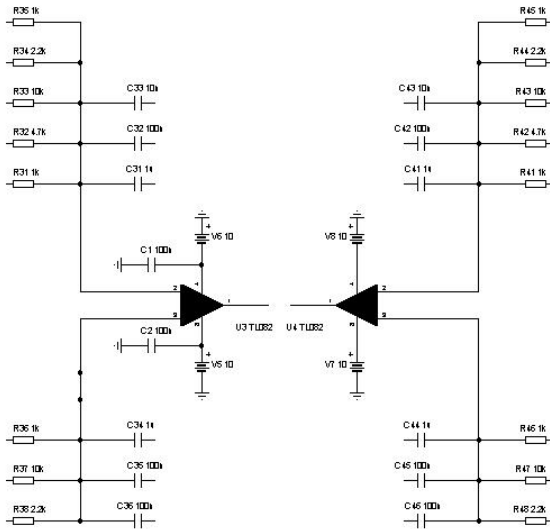 R35 1k
R45 1k
R34 2.2k
R44 2.2k
R33 10k
C33 10n
C43 10n
R43 10k
R32 4.7k
C32 100n
C42 100n
R42 4.7k
R31 1k
C31 1n
C41 1n
R41 1k
V6 10
V8 10
C1 100n
4
4
2
2
1
1
3
3
U3 TL082
U4 TL082
C2 100n
8
8
V5 10
V7 10
R36 1k
C34 1n
C44 1n
R46 1k
R37 10k
C35 100n
C45 100n
R47 10k
R38 2.2k
C36 100n
C46 100n
R48 2.2k